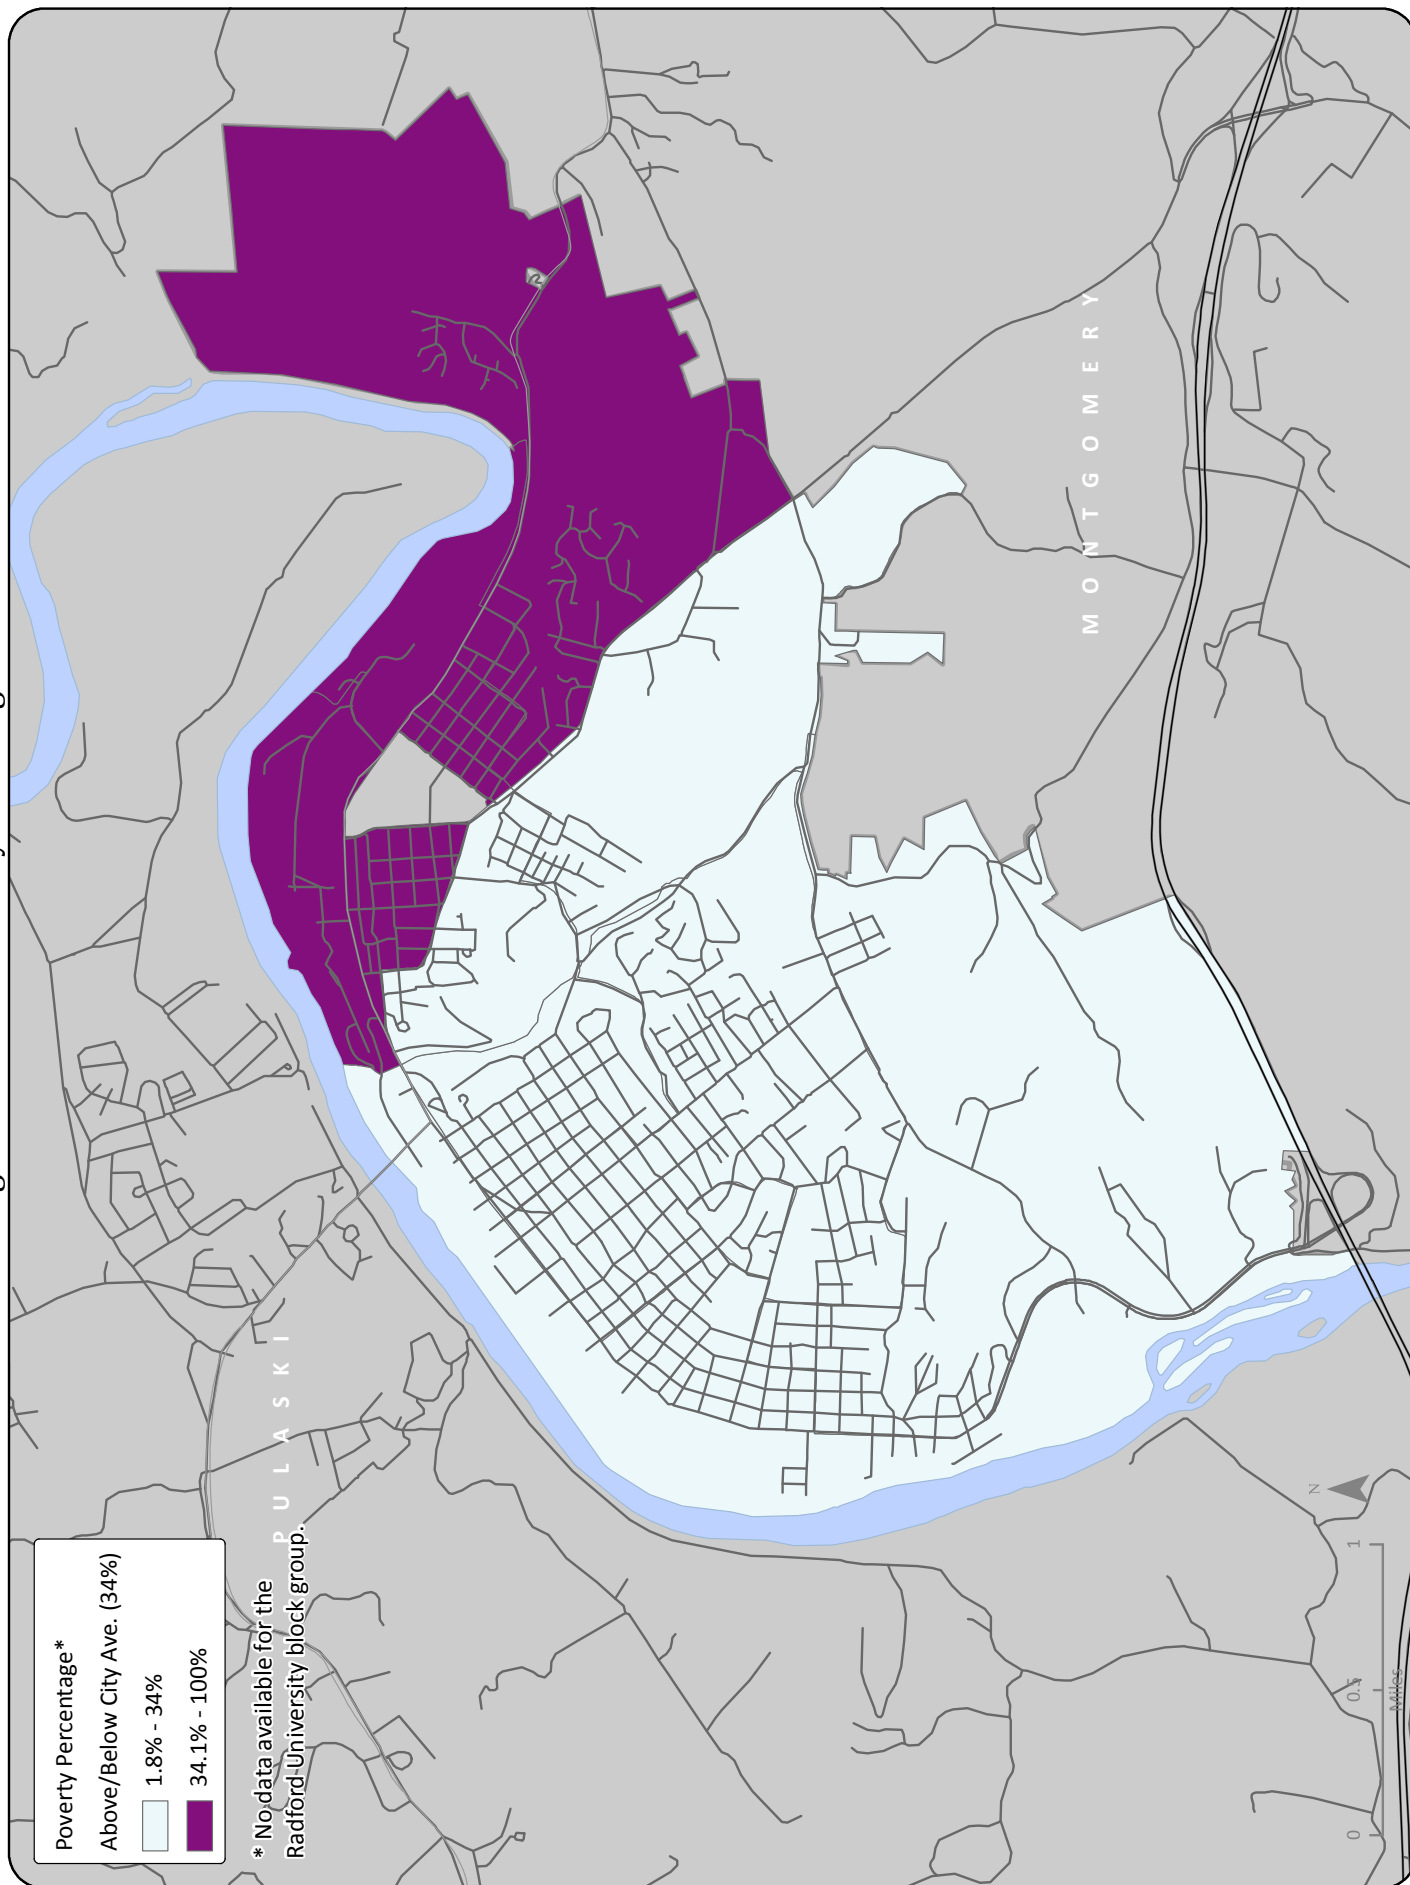 Poverty Percentage*
Above/Below City Ave. (34%)
1.8% - 34%
34.1% - 100%
* No data available for the
Radford University block group.
PULASKI
MONTGOMERY
N
0 0.5 1
Miles